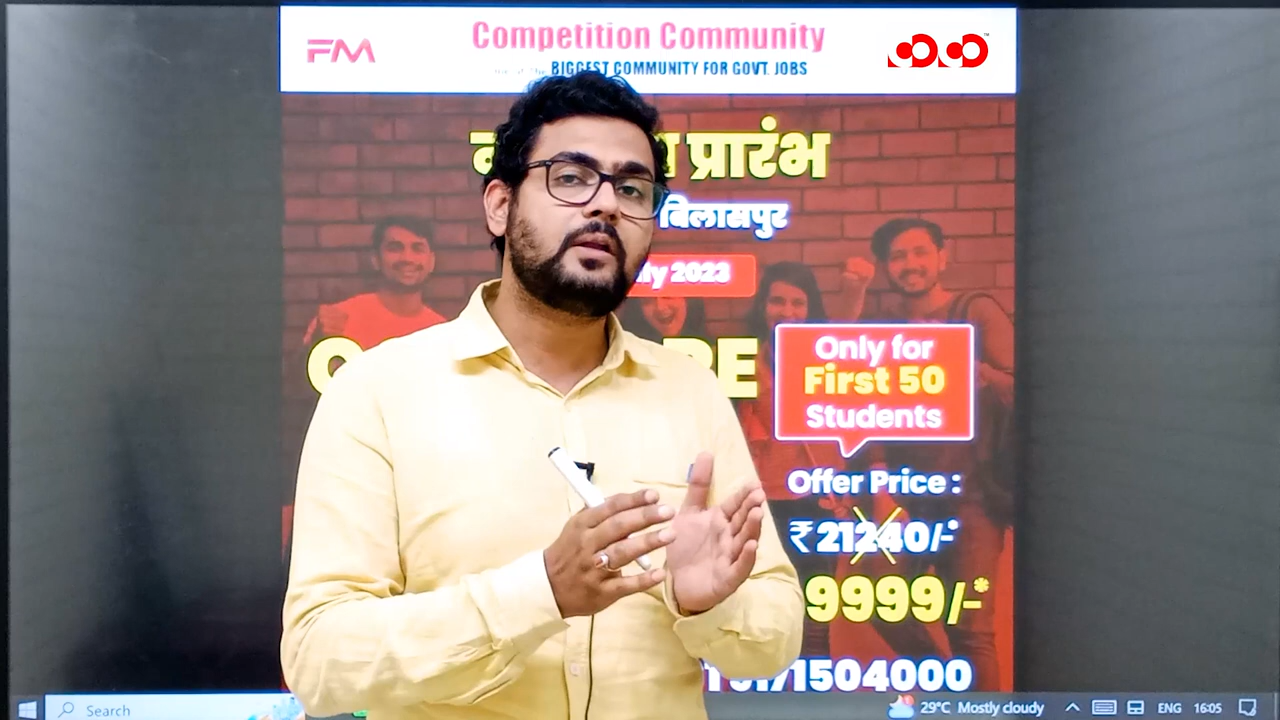 FM
Competition Community
BIGGEST COMMUNITY FOR GOVT. JOBS
प्रारंभ
बिलासपुर
2023
Only for
First 50
Students
Offer Price :
₹21240/-*
9999/-*
1504000
Search
29°C Mostly cloudy
ENG
16:05